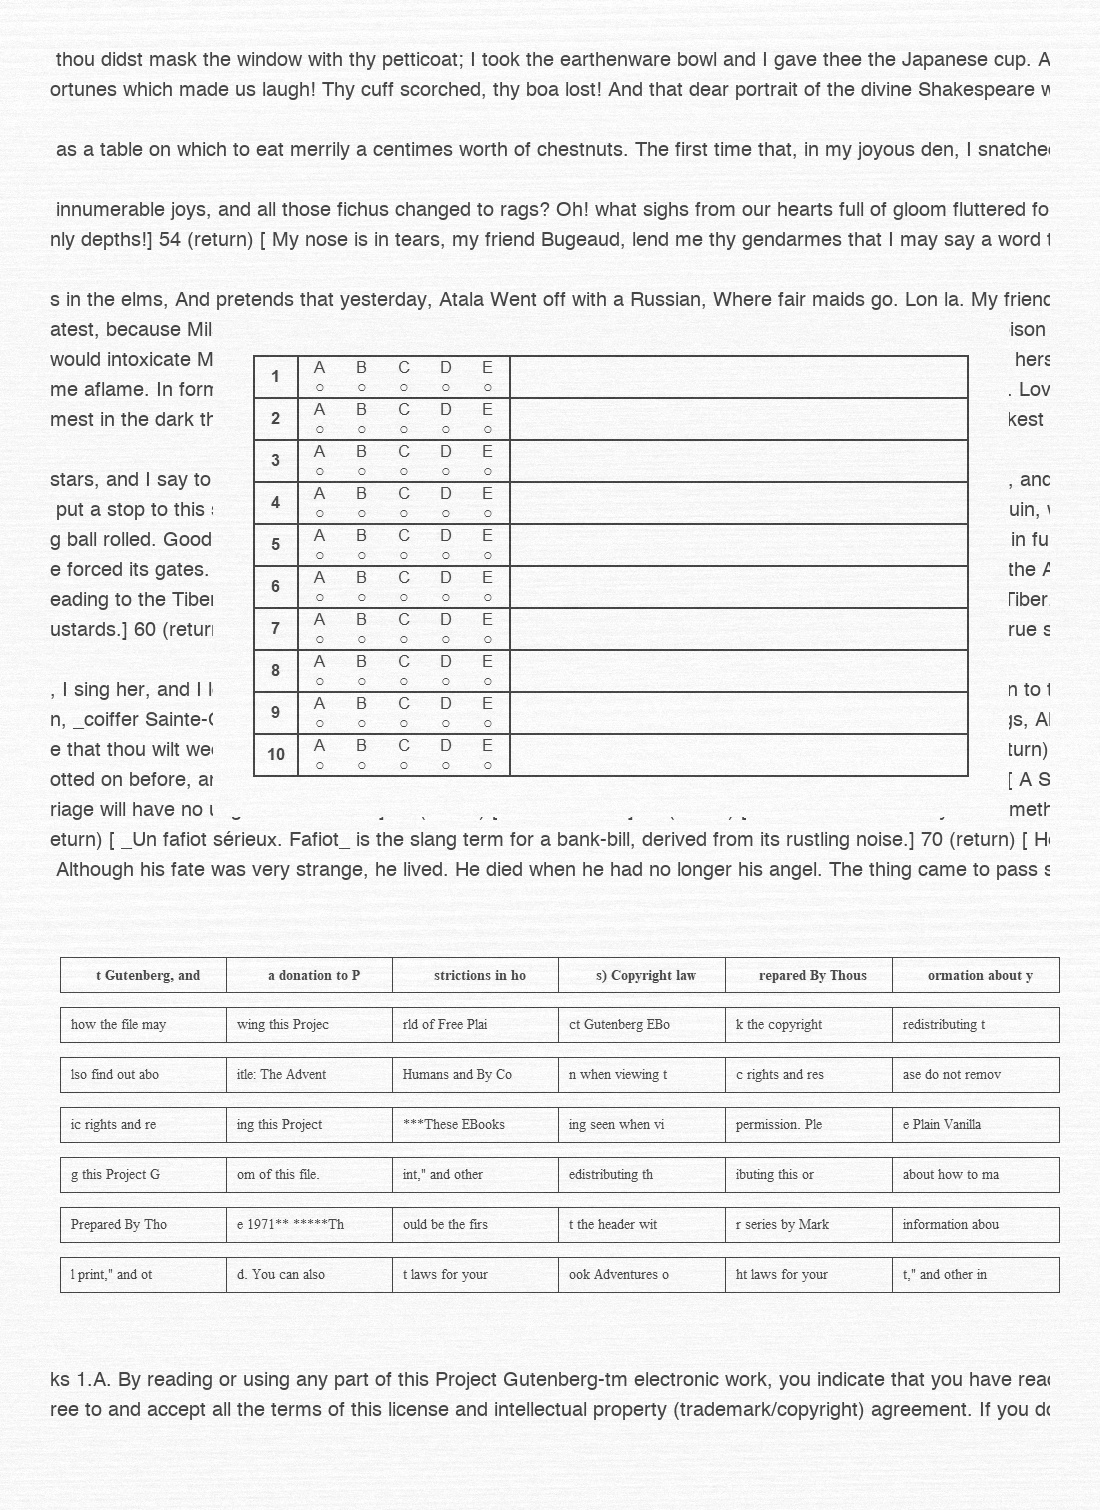 thou didst mask the window with thy petticoat; I took the earthenware bowl and I gave thee the Japanese cup. A
ortunes which made us laugh! Thy cuff scorched, thy boa lost! And that dear portrait of the divine Shakespeare w
as a table on which to eat merrily a centimes worth of chestnuts. The first time that, in my joyous den, I snatched
innumerable joys, and all those fichus changed to rags? Oh! what sighs from our hearts full of gloom fluttered fo
nly depths!] 54 (return) [ My nose is in tears, my friend Bugeaud, lend me thy gendarmes that I may say a word t
s in the elms, And pretends that yesterday, Atala Went off with a Russian, Where fair maids go. Lon la. My friend
atest, because Mil ison
would intoxicate M hers
me aflame. In form . Lov
mest in the dark th kest
stars, and I say to , and
put a stop to this uin,
g ball rolled. Good in fu
e forced its gates. the A
eading to the Tiber Tiber
ustards.] 60 (return rue s
, I sing her, and I l n to t
n, _coiffer Sainte-C gs, Al
e that thou wilt wee turn)
otted on before, an [ A S
riage will have no meth
eturn) [ _Un fafiot sérieux. Fafiot_ is the slang term for a bank-bill, derived from its rustling noise.] 70 (return) [ He
Although his fate was very strange, he lived. He died when he had no longer his angel. The thing came to pass s
1 A B C D E
2 A B C D E
3 A B C D E
4 A B C D E
5 A B C D E
6 A B C D E
7 A B C D E
8 A B C D E
9 A B C D E
10 A B C D E
t Gutenberg, and a donation to P strictions in ho s) Copyright law repared By Thous ormation about y
how the file may wing this Projec rld of Free Plai ct Gutenberg EBo k the copyright redistributing t
lso find out abo itle: The Advent Humans and By Co n when viewing t c rights and res ase do not remov
ic rights and re ing this Project ***These EBooks ing seen when vi permission. Ple e Plain Vanilla
g this Project G om of this file. int," and other edistributing th ibuting this or about how to ma
Prepared By Tho e 1971** *****Th ould be the firs t the header wit r series by Mark information abou
l print," and ot d. You can also t laws for your ook Adventures o ht laws for your t," and other in
ks 1.A. By reading or using any part of this Project Gutenberg-tm electronic work, you indicate that you have read
ree to and accept all the terms of this license and intellectual property (trademark/copyright) agreement. If you do